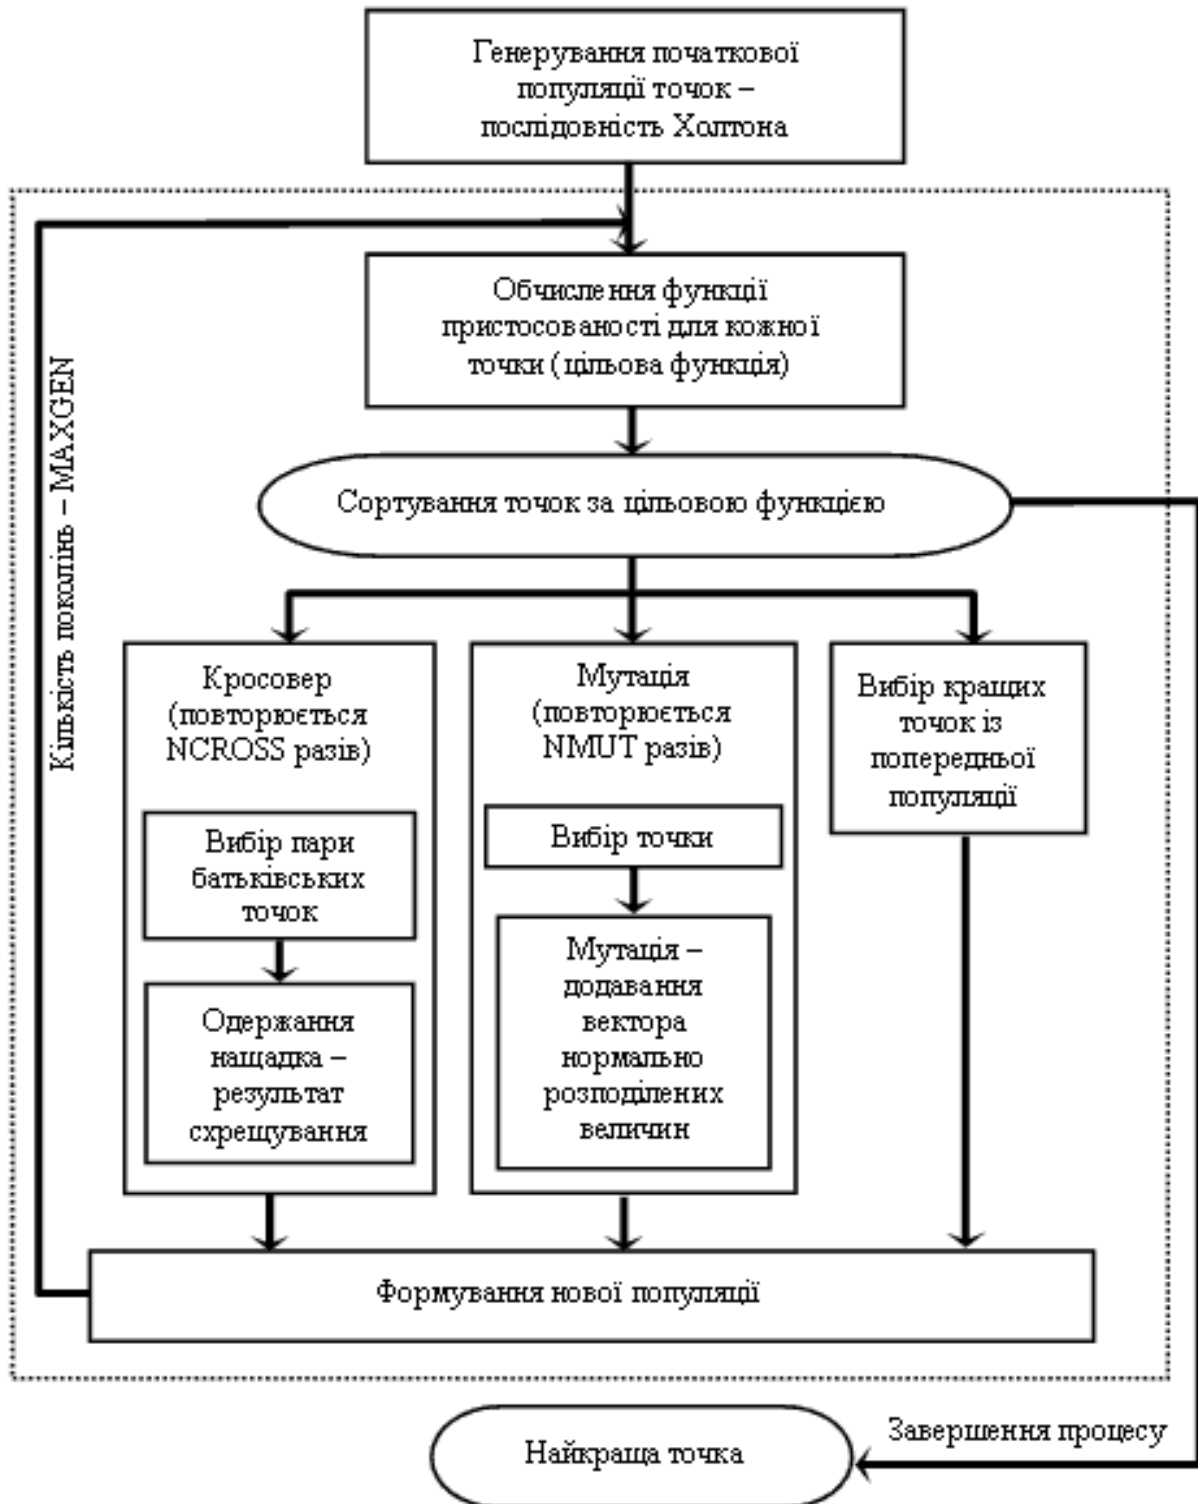 Генерування початкової
популяції точок –
послідовність Холтона
Обчислення функції
пристосованості для кожної
точки (цільова функція)
Кількість поколінь – MAXGEN
Сортування точок за цільовою функцією
Кросовер
(повторюється
NCROSS разів)
Вибір пари
батьківських
точок
Одержання
нащадка –
результат
схрещування
Мутація
(повторюється
NMUT разів)
Вибір точки
Мутація –
додавання
вектора
нормально
розподілених
величин
Вибір кращих
точок із
попередньої
популяції
Формування нової популяції
Завершення процесу
Найкраща точка